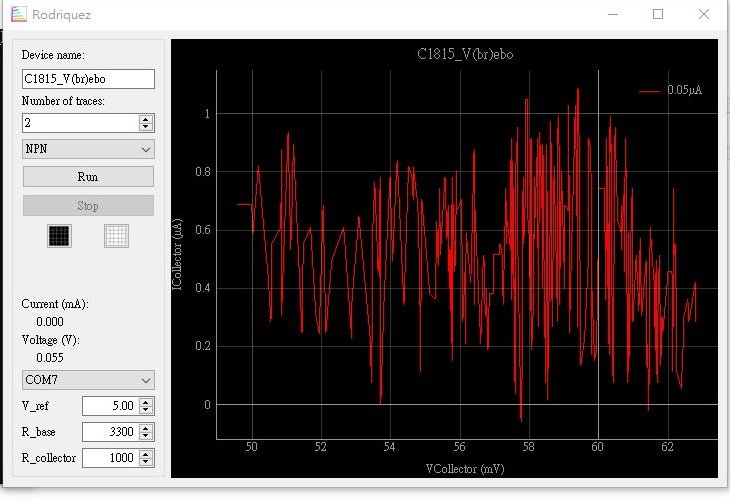 Rodriquez
Device name:
C1815_V(br)ebo
Number of traces:
2
NPN
Run
Stop
Current (mA):
0.000
Voltage (V):
0.055
COM7
V_ref 5.00
R_base 3300
R_collector 1000
C1815_V(br)ebo
0.05µA
ICollector (µA)
1
0.8
0.6
0.4
0.2
0
50 52 54 56 58 60 62
VCollector (mV)